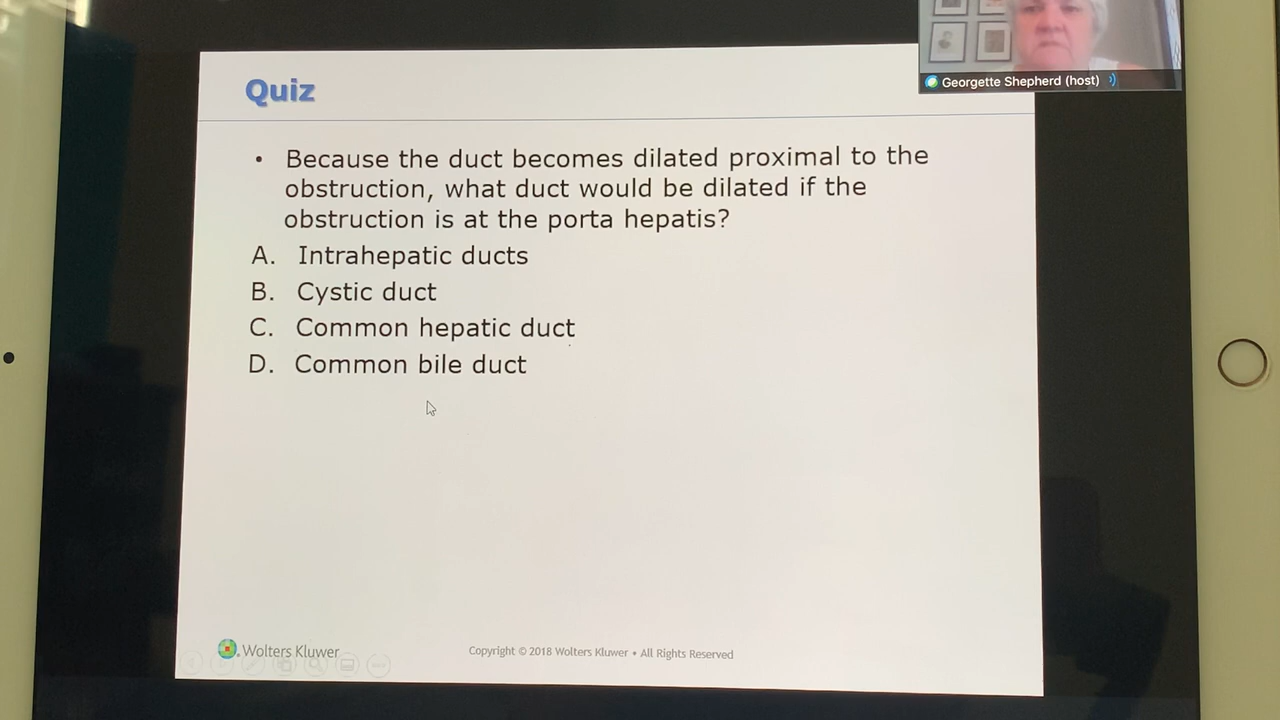 Georgette Shepherd (host)
Quiz
• Because the duct becomes dilated proximal to the
obstruction, what duct would be dilated if the
obstruction is at the porta hepatis?
A. Intrahepatic ducts
B. Cystic duct
C. Common hepatic duct
D. Common bile duct
Wolters Kluwer
Copyright © 2018 Wolters Kluwer • All Rights Reserved